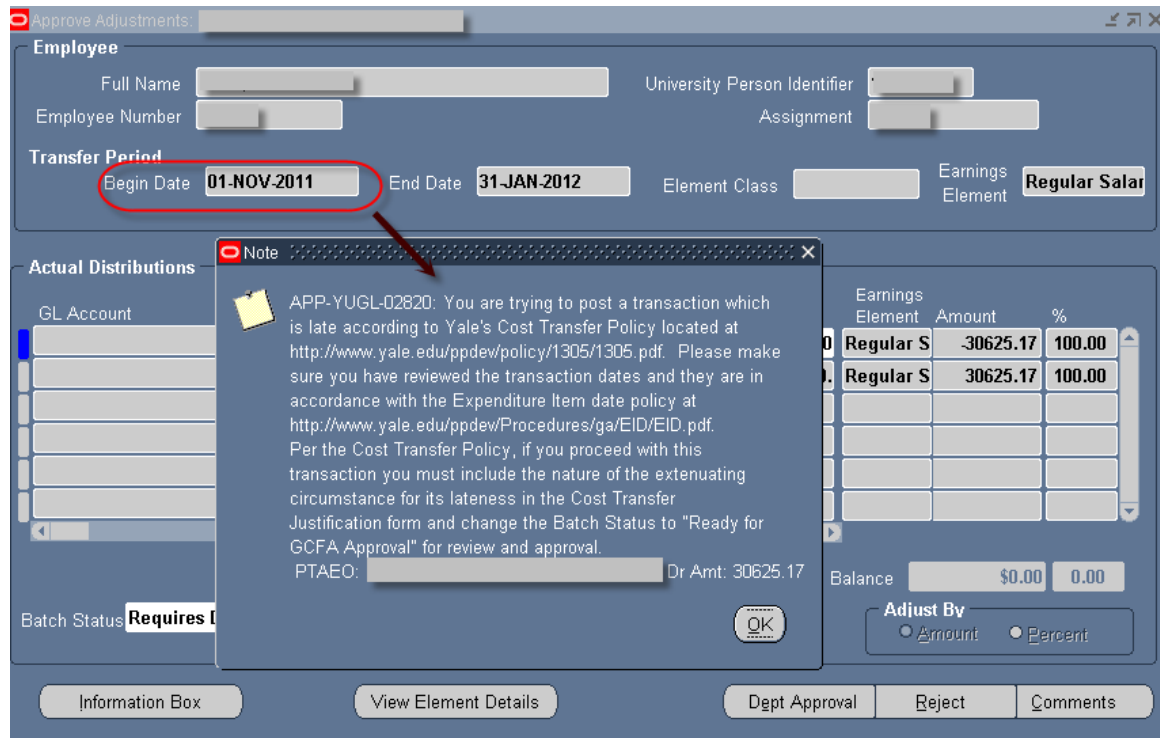 Approve Adjustments:
Employee
Full Name
University Person Identifier
Employee Number
Assignment
Transfer Period
Begin Date 01-NOV-2011 End Date 31-JAN-2012 Element Class Earnings Element Regular Salar
Note
Actual Distributions
GL Account
Earnings
Element Amount %
APP-YUGL-02820: You are trying to post a transaction which
is late according to Yale's Cost Transfer Policy located at
http://www.yale.edu/ppdev/policy/1305/1305.pdf. Please make
sure you have reviewed the transaction dates and they are in
accordance with the Expenditure Item date policy at
http://www.yale.edu/ppdev/Procedures/ga/EID/EID.pdf.
Per the Cost Transfer Policy, if you proceed with this
transaction you must include the nature of the extenuating
circumstance for its lateness in the Cost Transfer
Justification form and change the Batch Status to "Ready for
GCFA Approval" for review and approval.
PTAEO: Dr Amt: 30625.17
OK
0 Regular S -30625.17 100.00
Regular S 30625.17 100.00
Balance $0.00 0.00
Batch Status Requires
Adjust By
Amount Percent
Information Box View Element Details Dept Approval Reject Comments